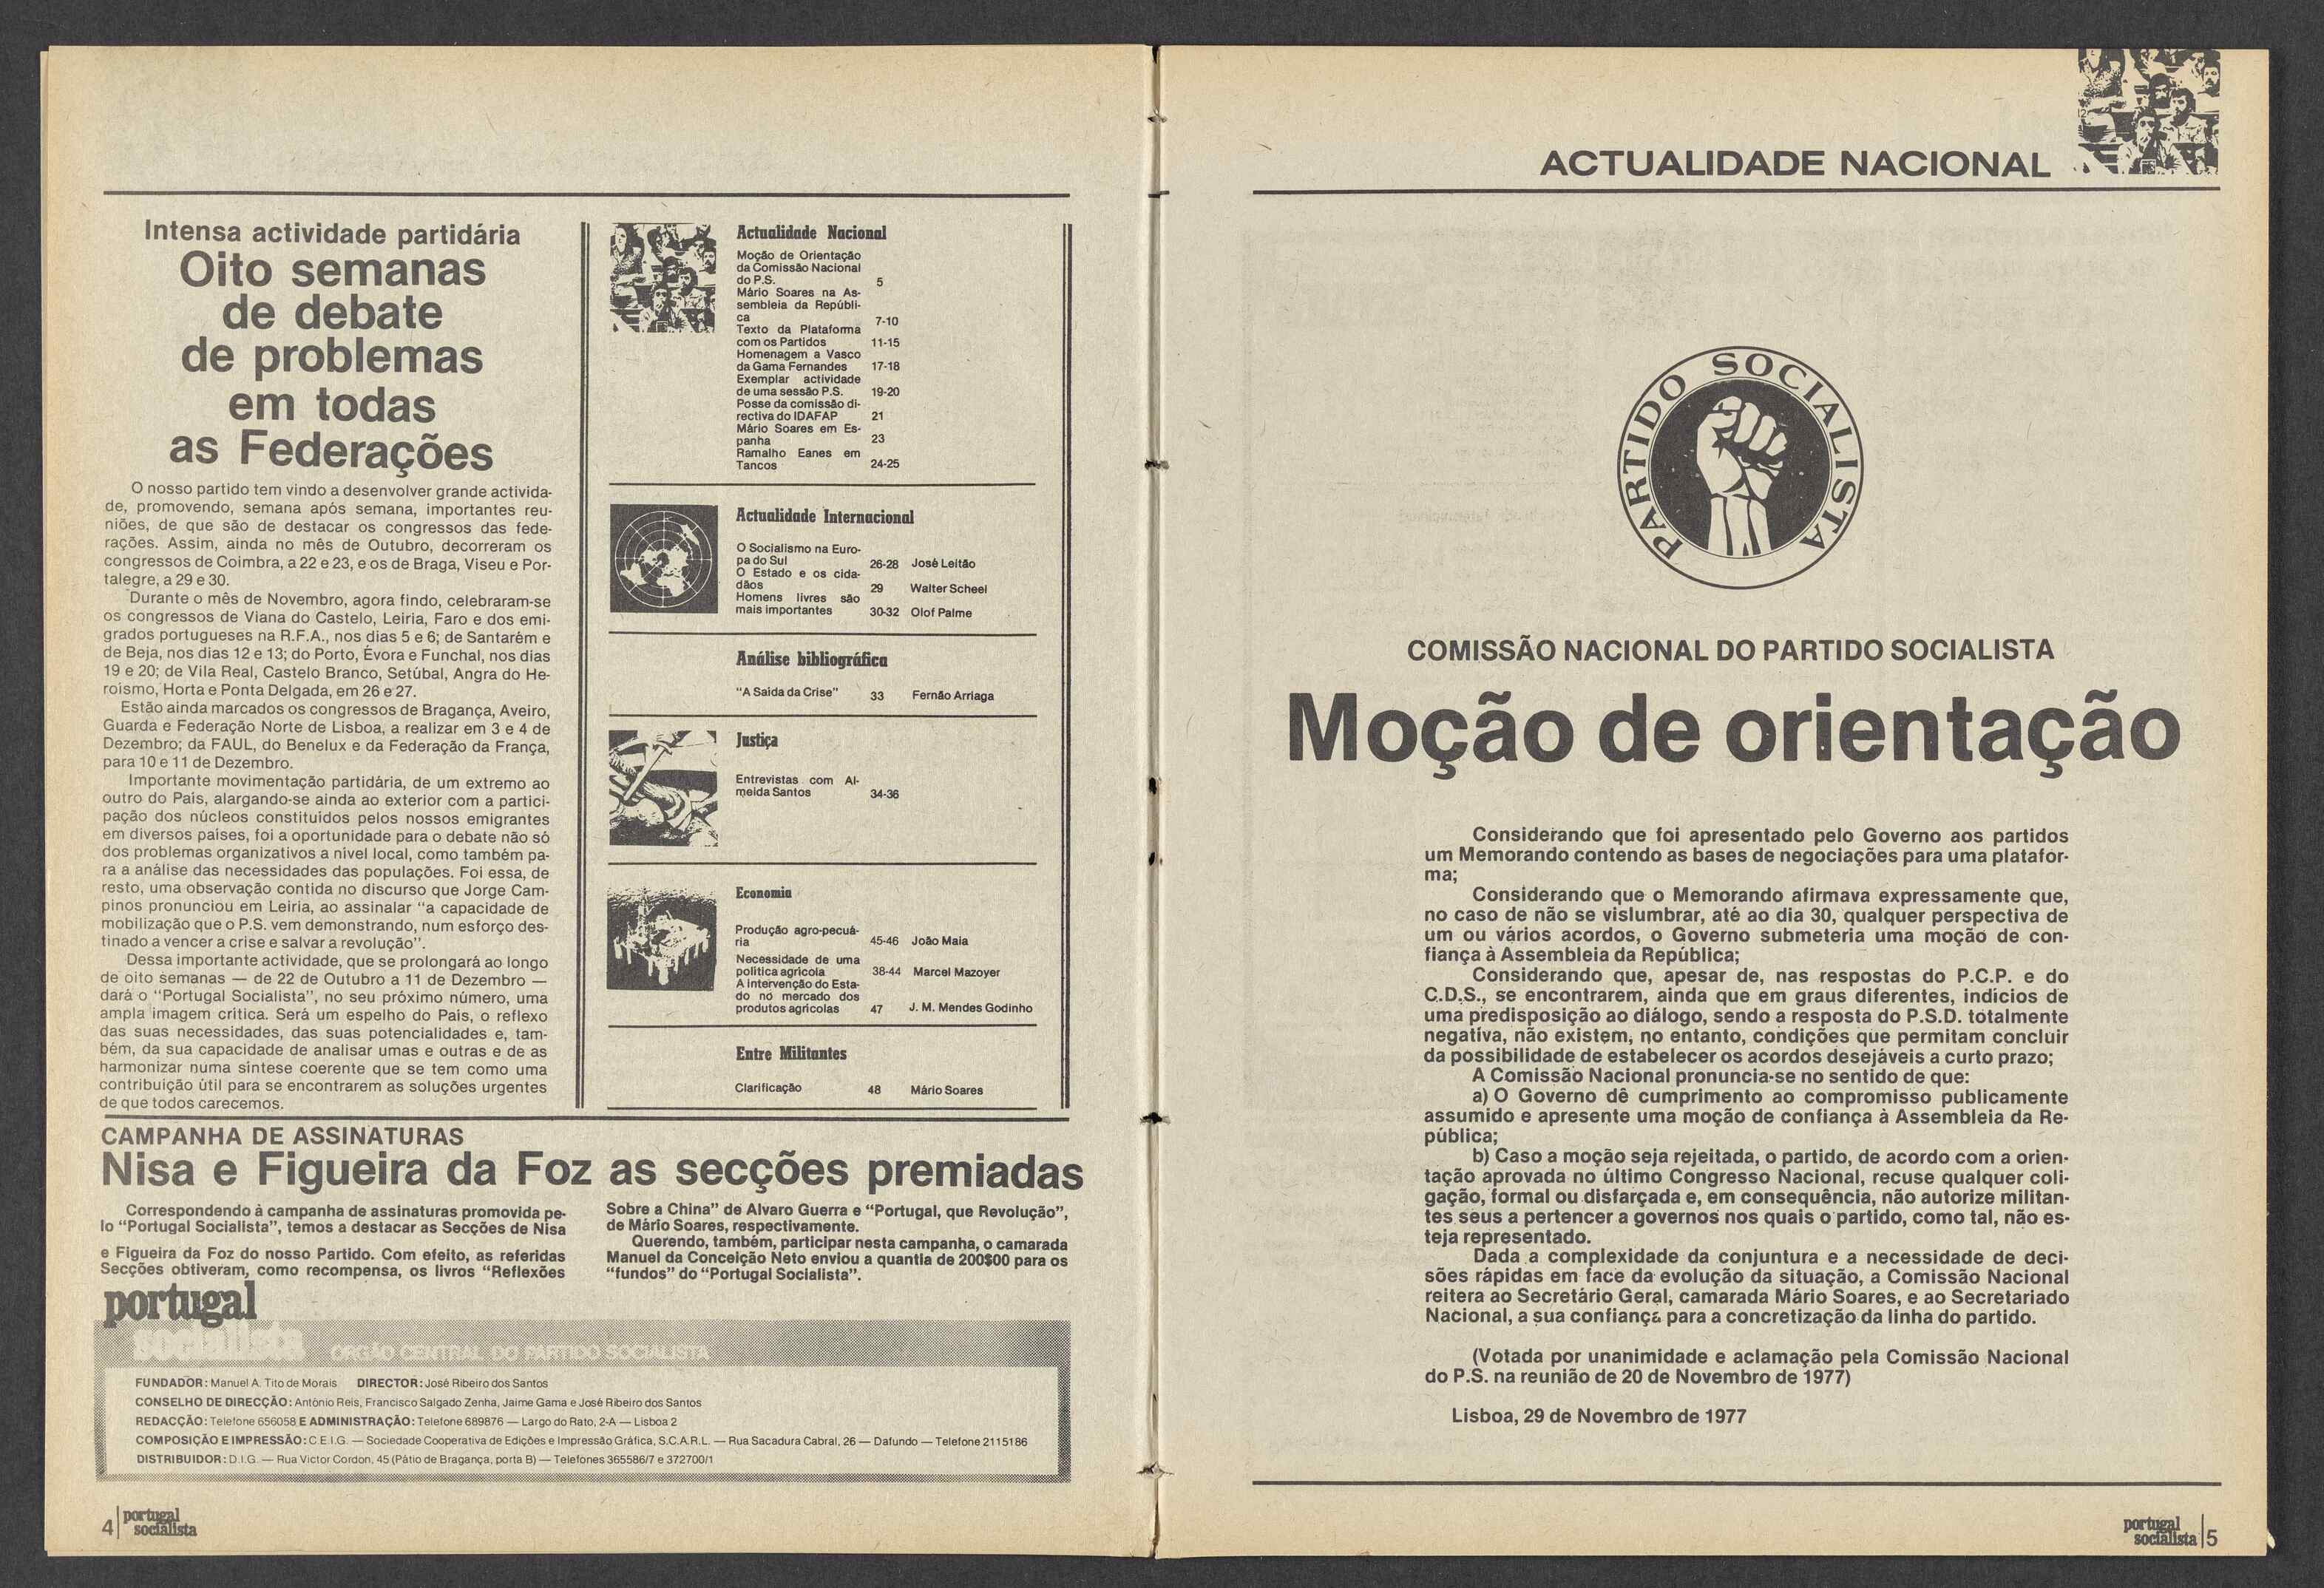 Intensa actividade partidária
Oito semanas
de debate
de problemas
em todas
as Federações
O nosso partido tem vindo a desenvolver grande activida-
de, promovendo, semana após semana, importantes reu-
niões, de que são de destacar os congressos das fede-
rações. Assim, ainda no mês de Outubro, decorreram os
congressos de Coimbra, a 22 e 23, e os de Braga, Viseu e Por-
talegre, a 29 e 30.
Durante o mês de Novembro, agora findo, celebraram-se
os congressos de Viana do Castelo, Leiria, Faro e dos emi-
grados portugueses na R.F.A., nos dias 5 e 6; de Santarém e
de Beja, nos dias 12 e 13; do Porto, Évora e Funchal, nos dias
19 e 20; de Vila Real, Castelo Branco, Setúbal, Angra do He-
roismo, Horta e Ponta Delgada, em 26 e 27.
Estão ainda marcados os congressos de Bragança, Aveiro,
Guarda e Federação Norte de Lisboa, a realizar em 3 e 4 de
Dezembro; da FAUL, do Benelux e da Federação da França,
para 10 e 11 de Dezembro.
Importante movimentação partidária, de um extremo ao
outro do País, alargando-se ainda ao exterior com a partici-
pação dos núcleos constituídos pelos nossos emigrantes
em diversos países, foi a oportunidade para o debate não só
dos problemas organizativos a nível local, como também pa-
ra a análise das necessidades das populações. Foi essa, de
resto, uma observação contida no discurso que Jorge Cam-
pinos pronunciou em Leiria, ao assinalar "a capacidade de
mobilização que o P.S. vem demonstrando, num esforço des-
tinado a vencer a crise e salvar a revolução".
Dessa importante actividade, que se prolongará ao longo
de oito semanas — de 22 de Outubro a 11 de Dezembro —
dará o "Portugal Socialista", no seu próximo número, uma
ampla imagem crítica. Será um espelho do País, o reflexo
das suas necessidades, das suas potencialidades e, tam-
bém, da sua capacidade de analisar umas e outras e de as
harmonizar numa síntese coerente que se tem como uma
contribuição útil para se encontrarem as soluções urgentes
de que todos carecemos.
Actualidade Nacional
Moção de Orientação
da Comissão Nacional
do P.S. 5
Mário Soares na As-
sembleia da Repúbli-
ca 7-10
Texto da Plataforma
com os Partidos 11-15
Homenagem a Vasco
da Gama Fernandes 17-18
Exemplar actividade
de uma sessão P.S. 19-20
Posse da comissão di-
rectiva do IDAFAP 21
Mário Soares em Es-
panha 23
Ramalho Eanes em
Tancos 24-25
Actualidade Internacional
O Socialismo na Euro-
pa do Sul 26-28 José Leitão
O Estado e os cida-
dãos 29 Walter Scheel
Homens livres são
mais importantes 30-32 Olof Palme
Análise bibliográfica
"A Saída da Crise" 33 Fernão Arriaga
Justiça
Entrevistas com Al-
meida Santos 34-36
Economia
Produção agro-pecuá-
ria 45-46 João Maia
Necessidade de uma
política agrícola 38-44 Marcel Mazoyer
A intervenção do Esta-
do no mercado dos
produtos agrícolas 47 J. M. Mendes Godinho
Entre Militantes
Clarificação 48 Mário Soares
CAMPANHA DE ASSINATURAS
Nisa e Figueira da Foz as secções premiadas
Correspondendo à campanha de assinaturas promovida pe-
lo "Portugal Socialista", temos a destacar as Secções de Nisa
e Figueira da Foz do nosso Partido. Com efeito, as referidas
Secções obtiveram, como recompensa, os livros "Reflexões
Sobre a China" de Alvaro Guerra e "Portugal, que Revolução",
de Mário Soares, respectivamente.
Querendo, também, participar nesta campanha, o camarada
Manuel da Conceição Neto enviou a quantia de 200$00 para os
"fundos" do "Portugal Socialista".
portugal
socialista ORGÃO CENTRAL DO PARTIDO SOCIALISTA
FUNDADOR: Manuel A. Tito de Morais DIRECTOR: José Ribeiro dos Santos
CONSELHO DE DIRECÇÃO: António Reis, Francisco Salgado Zenha, Jaime Gama e José Ribeiro dos Santos
REDACÇÃO: Telefone 656058 E ADMINISTRAÇÃO: Telefone 689876 — Largo do Rato, 2-A — Lisboa 2
COMPOSIÇÃO E IMPRESSÃO: C.E.I.G. — Sociedade Cooperativa de Edições e Impressão Gráfica, S.C.A.R.L. — Rua Sacadura Cabral, 26 — Dafundo — Telefone 2115186
DISTRIBUIDOR: D.I.G. — Rua Victor Cordon, 45 (Pátio de Bragança, porta B) — Telefones 365586/7 e 372700/1
4 portugal
socialista
ACTUALIDADE NACIONAL
PARTIDO SOCIALISTA
COMISSÃO NACIONAL DO PARTIDO SOCIALISTA
Moção de orientação
Considerando que foi apresentado pelo Governo aos partidos
um Memorando contendo as bases de negociações para uma platafor-
ma;
Considerando que o Memorando afirmava expressamente que,
no caso de não se vislumbrar, até ao dia 30, qualquer perspectiva de
um ou vários acordos, o Governo submeteria uma moção de con-
fiança à Assembleia da República;
Considerando que, apesar de, nas respostas do P.C.P. e do
C.D.S., se encontrarem, ainda que em graus diferentes, indícios de
uma predisposição ao diálogo, sendo a resposta do P.S.D. totalmente
negativa, não existem, no entanto, condições que permitam concluir
da possibilidade de estabelecer os acordos desejáveis a curto prazo;
A Comissão Nacional pronuncia-se no sentido de que:
a) O Governo dê cumprimento ao compromisso publicamente
assumido e apresente uma moção de confiança à Assembleia da Re-
pública;
b) Caso a moção seja rejeitada, o partido, de acordo com a orien-
tação aprovada no último Congresso Nacional, recuse qualquer coli-
gação, formal ou disfarçada e, em consequência, não autorize militan-
tes seus a pertencer a governos nos quais o partido, como tal, não es-
teja representado.
Dada a complexidade da conjuntura e a necessidade de deci-
sões rápidas em face da evolução da situação, a Comissão Nacional
reitera ao Secretário Geral, camarada Mário Soares, e ao Secretariado
Nacional, a sua confiança para a concretização da linha do partido.
(Votada por unanimidade e aclamação pela Comissão Nacional
do P.S. na reunião de 20 de Novembro de 1977)
Lisboa, 29 de Novembro de 1977
portugal
socialista 5